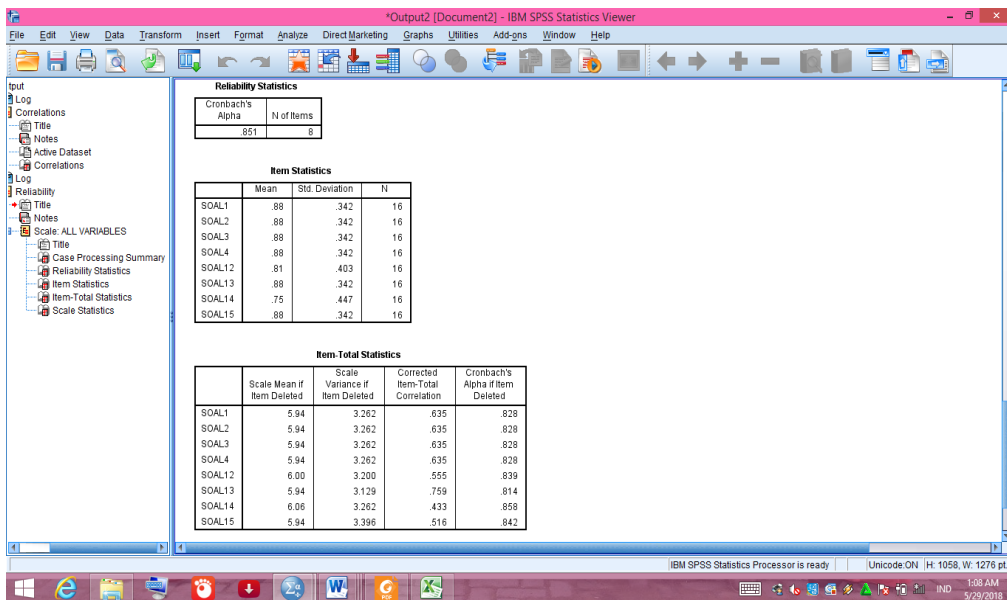 *Output2 [Document2] - IBM SPSS Statistics Viewer
File Edit View Data Transform Insert Format Analyze Direct Marketing Graphs Utilities Add-ons Window Help
tput
Log
Correlations
Title
Notes
Active Dataset
Correlations
Log
Reliability
Title
Notes
Scale: ALL VARIABLES
Title
Case Processing Summary
Reliability Statistics
Item Statistics
Item-Total Statistics
Scale Statistics
Reliability Statistics
Cronbach's Alpha N of Items
.851 8
Item Statistics
Mean Std. Deviation N
SOAL1 .88 .342 16
SOAL2 .88 .342 16
SOAL3 .88 .342 16
SOAL4 .88 .342 16
SOAL12 .81 .403 16
SOAL13 .88 .342 16
SOAL14 .75 .447 16
SOAL15 .88 .342 16
Item-Total Statistics
Scale Mean if Item Deleted Scale Variance if Item Deleted Corrected Item-Total Correlation Cronbach's Alpha if Item Deleted
SOAL1 5.94 3.262 .635 .828
SOAL2 5.94 3.262 .635 .828
SOAL3 5.94 3.262 .635 .828
SOAL4 5.94 3.262 .635 .828
SOAL12 6.00 3.200 .555 .839
SOAL13 5.94 3.129 .759 .814
SOAL14 6.06 3.262 .433 .858
SOAL15 5.94 3.396 .516 .842
IBM SPSS Statistics Processor is ready Unicode:ON H: 1058, W: 1276 pt.
IND
1:08 AM
5/29/2018